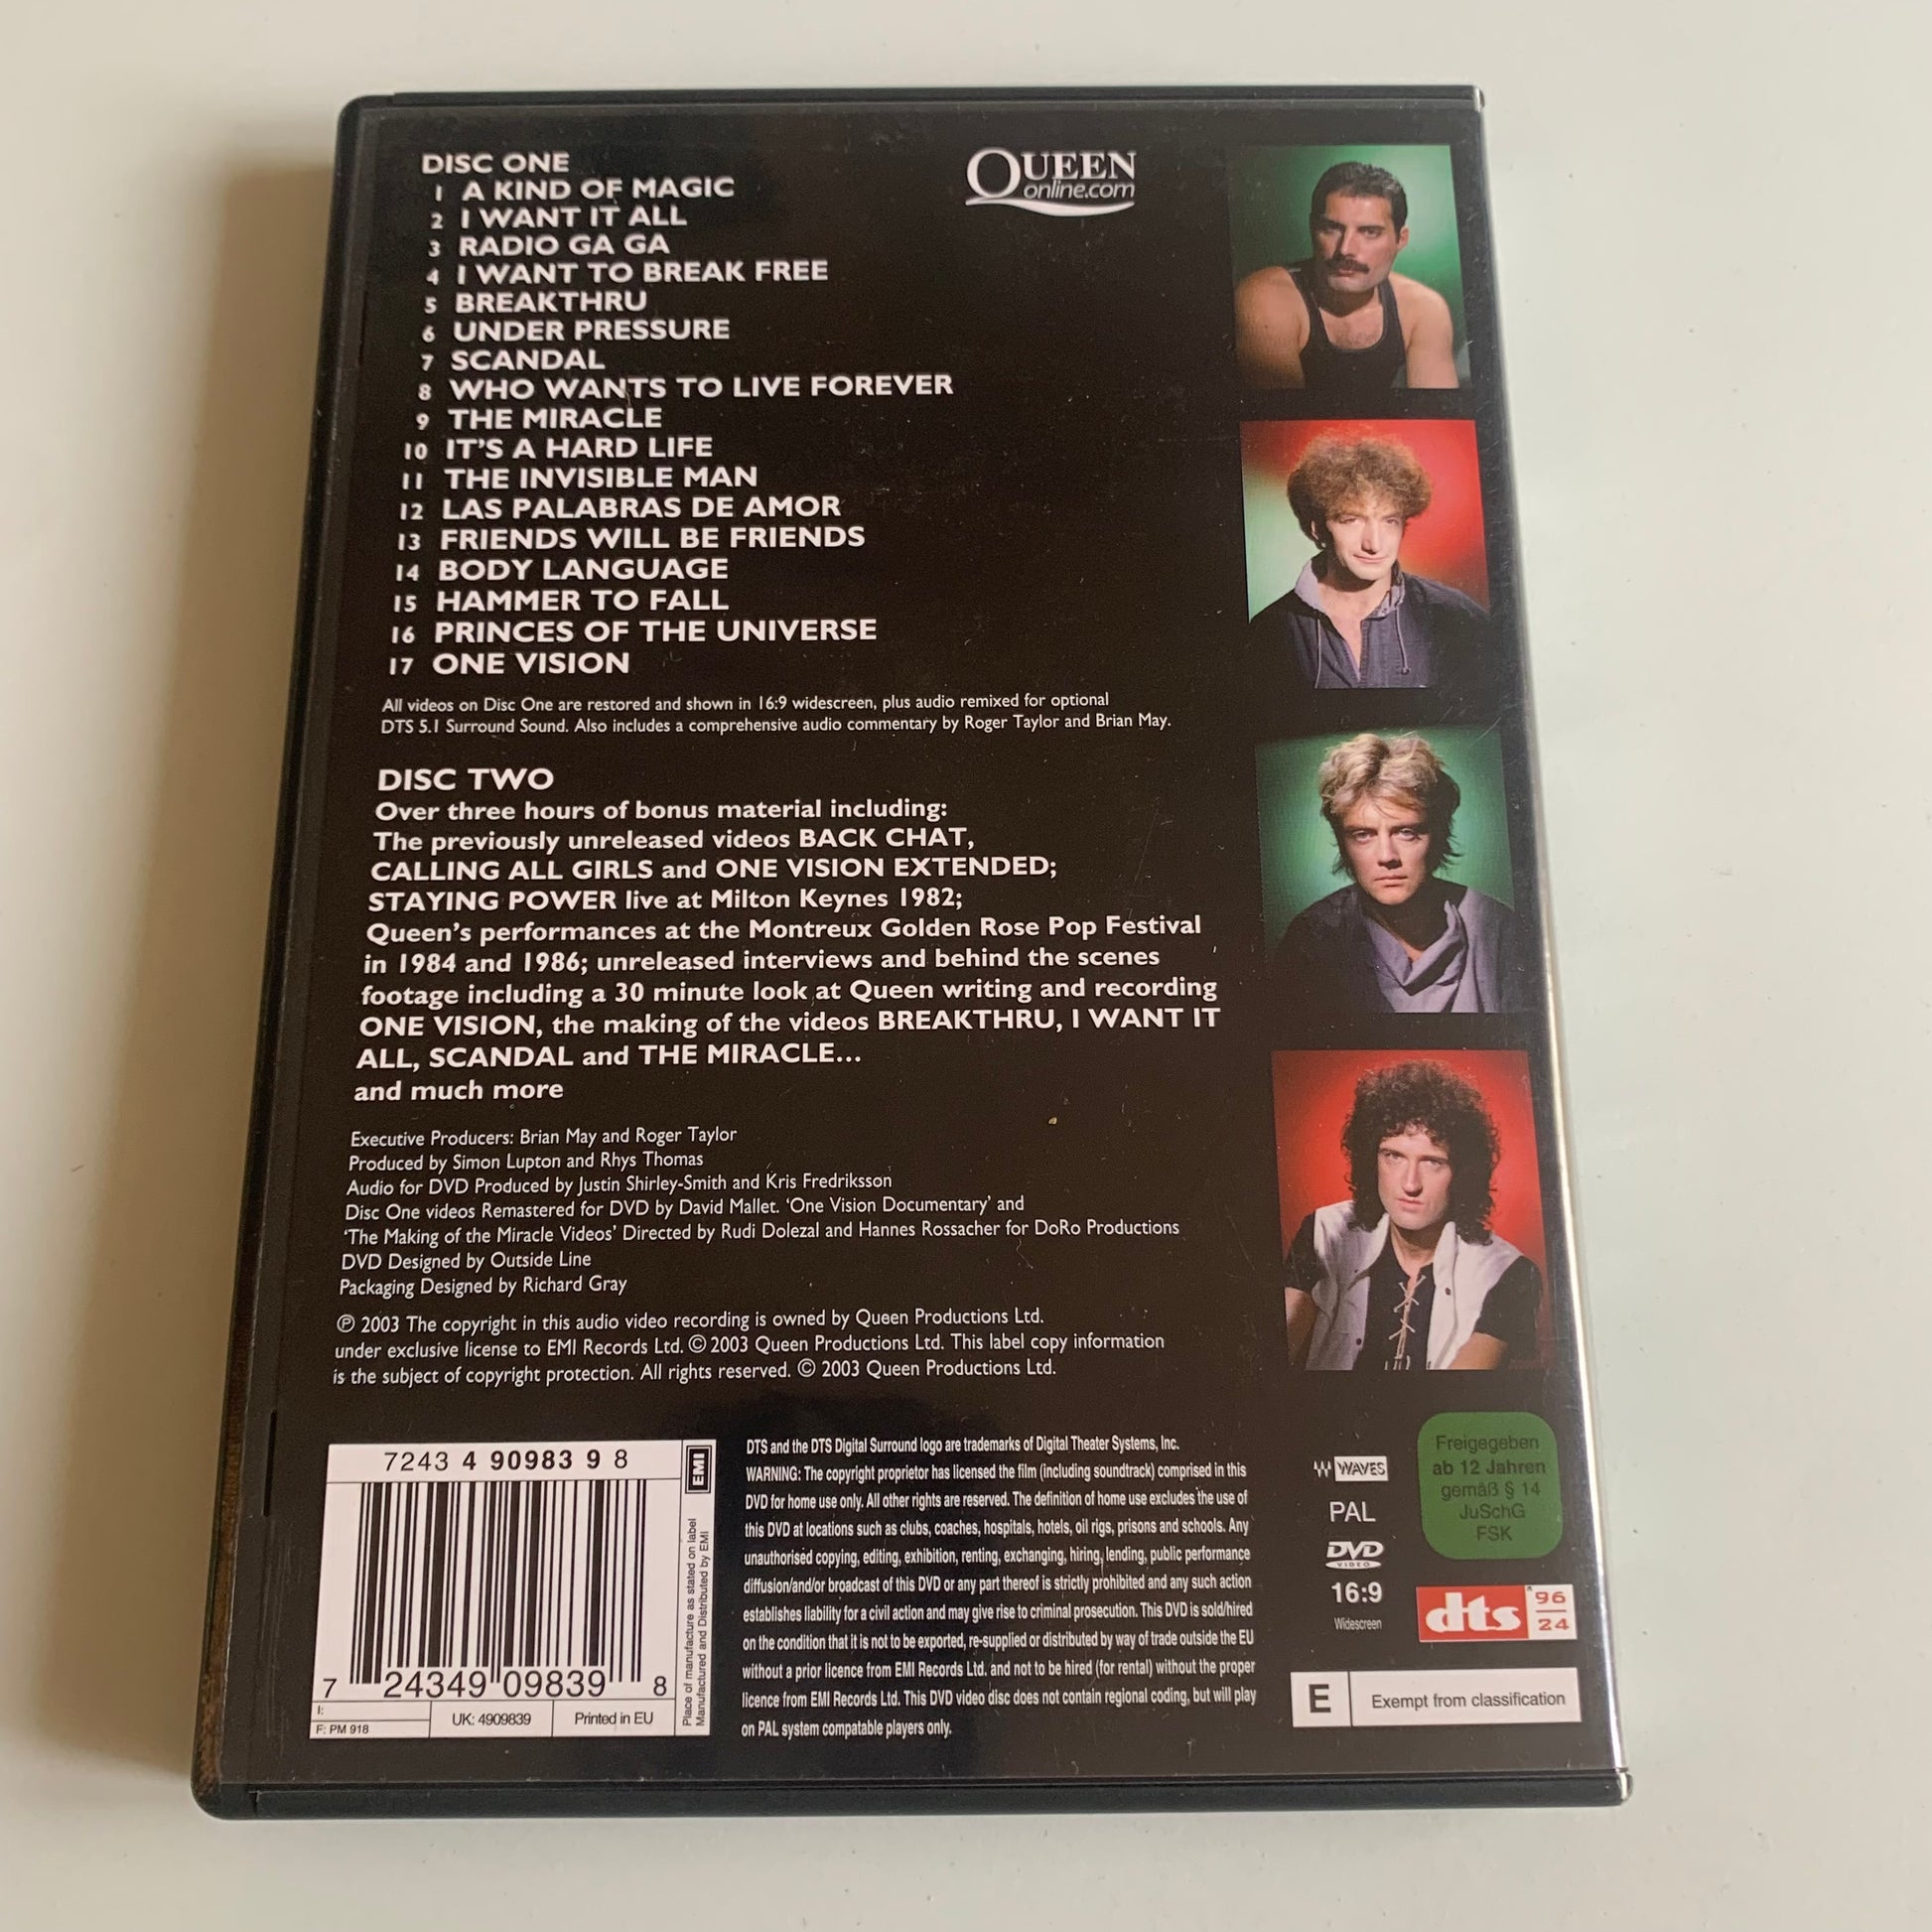 DISC ONE
1 A KIND OF MAGIC
2 I WANT IT ALL
3 RADIO GA GA
4 I WANT TO BREAK FREE
5 BREAKTHRU
6 UNDER PRESSURE
7 SCANDAL
8 WHO WANTS TO LIVE FOREVER
9 THE MIRACLE
10 IT'S A HARD LIFE
11 THE INVISIBLE MAN
12 LAS PALABRAS DE AMOR
13 FRIENDS WILL BE FRIENDS
14 BODY LANGUAGE
15 HAMMER TO FALL
16 PRINCES OF THE UNIVERSE
17 ONE VISION
QUEEN
online.com
All videos on Disc One are restored and shown in 16:9 widescreen, plus audio remixed for optional
DTS 5.1 Surround Sound. Also includes a comprehensive audio commentary by Roger Taylor and Brian May.
DISC TWO
Over three hours of bonus material including:
The previously unreleased videos BACK CHAT,
CALLING ALL GIRLS and ONE VISION EXTENDED;
STAYING POWER live at Milton Keynes 1982;
Queen's performances at the Montreux Golden Rose Pop Festival
in 1984 and 1986; unreleased interviews and behind the scenes
footage including a 30 minute look at Queen writing and recording
ONE VISION, the making of the videos BREAKTHRU, I WANT IT
ALL, SCANDAL and THE MIRACLE...
and much more
Executive Producers: Brian May and Roger Taylor
Produced by Simon Lupton and Rhys Thomas
Audio for DVD Produced by Justin Shirley-Smith and Kris Fredriksson
Disc One videos Remastered for DVD by David Mallet. 'One Vision Documentary' and
'The Making of the Miracle Videos' Directed by Rudi Dolezal and Hannes Rossacher for DoRo Productions
DVD Designed by Outside Line
Packaging Designed by Richard Gray
℗ 2003 The copyright in this audio video recording is owned by Queen Productions Ltd.
under exclusive license to EMI Records Ltd. © 2003 Queen Productions Ltd. This label copy information
is the subject of copyright protection. All rights reserved. © 2003 Queen Productions Ltd.
7243 4 90983 9 8
7 24349 09839 8
I:
F: PM 918
UK: 4909839
Printed in EU
EMI
Place of manufacture as stated on label
Manufactured and Distributed by EMI
DTS and the DTS Digital Surround logo are trademarks of Digital Theater Systems, Inc.
WARNING: The copyright proprietor has licensed the film (including soundtrack) comprised in this
DVD for home use only. All other rights are reserved. The definition of home use excludes the use of
this DVD at locations such as clubs, coaches, hospitals, hotels, oil rigs, prisons and schools. Any
unauthorised copying, editing, exhibition, renting, exchanging, hiring, lending, public performance
diffusion/and/or broadcast of this DVD or any part thereof is strictly prohibited and any such action
establishes liability for a civil action and may give rise to criminal prosecution. This DVD is sold/hired
on the condition that it is not to be exported, re-supplied or distributed by way of trade outside the EU
without a prior licence from EMI Records Ltd. and not to be hired (for rental) without the proper
licence from EMI Records Ltd. This DVD video disc does not contain regional coding, but will play
on PAL system compatable players only.
WAVES
PAL
DVD
VIDEO
16:9
Widescreen
Freigegeben
ab 12 Jahren
gemäß § 14
JuSchG
FSK
dts 96
24
E Exempt from classification